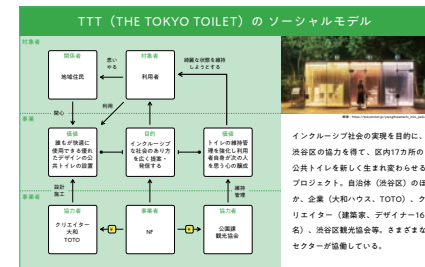 TTT（THE TOKYO TOILET）の ソーシャルモデル
対象者
関係者
地域住民
思い
やる
対象者
利用者
綺麗な状態を維持
しようとする
関心
利用
事業
価値
誰もが快適に
使用できる優れ
たデザインの公
共トイレの設置
目的
インクルーシブ
な社会のあり方
を広く提案・
発信する
価値
トイレの維持管
理を強化し利用
者自身が次の人
を思う心の醸成
設計
施工
維持
管理
事業者
協力者
クリエイター
大和
TOTO
¥
事業者
NF
¥
協力者
公園課
観光協会
インクルーシブ社会の実現を目的に、
渋谷区の協力を得て、区内17カ所の
公共トイレを新しく生まれ変わらせる
プロジェクト。自治体（渋谷区）のほ
か、企業（大和ハウス、TOTO）、ク
リエイター（建築家、デザイナー16
名）、渋谷区観光協会等。さまざまな
セクターが協働している。